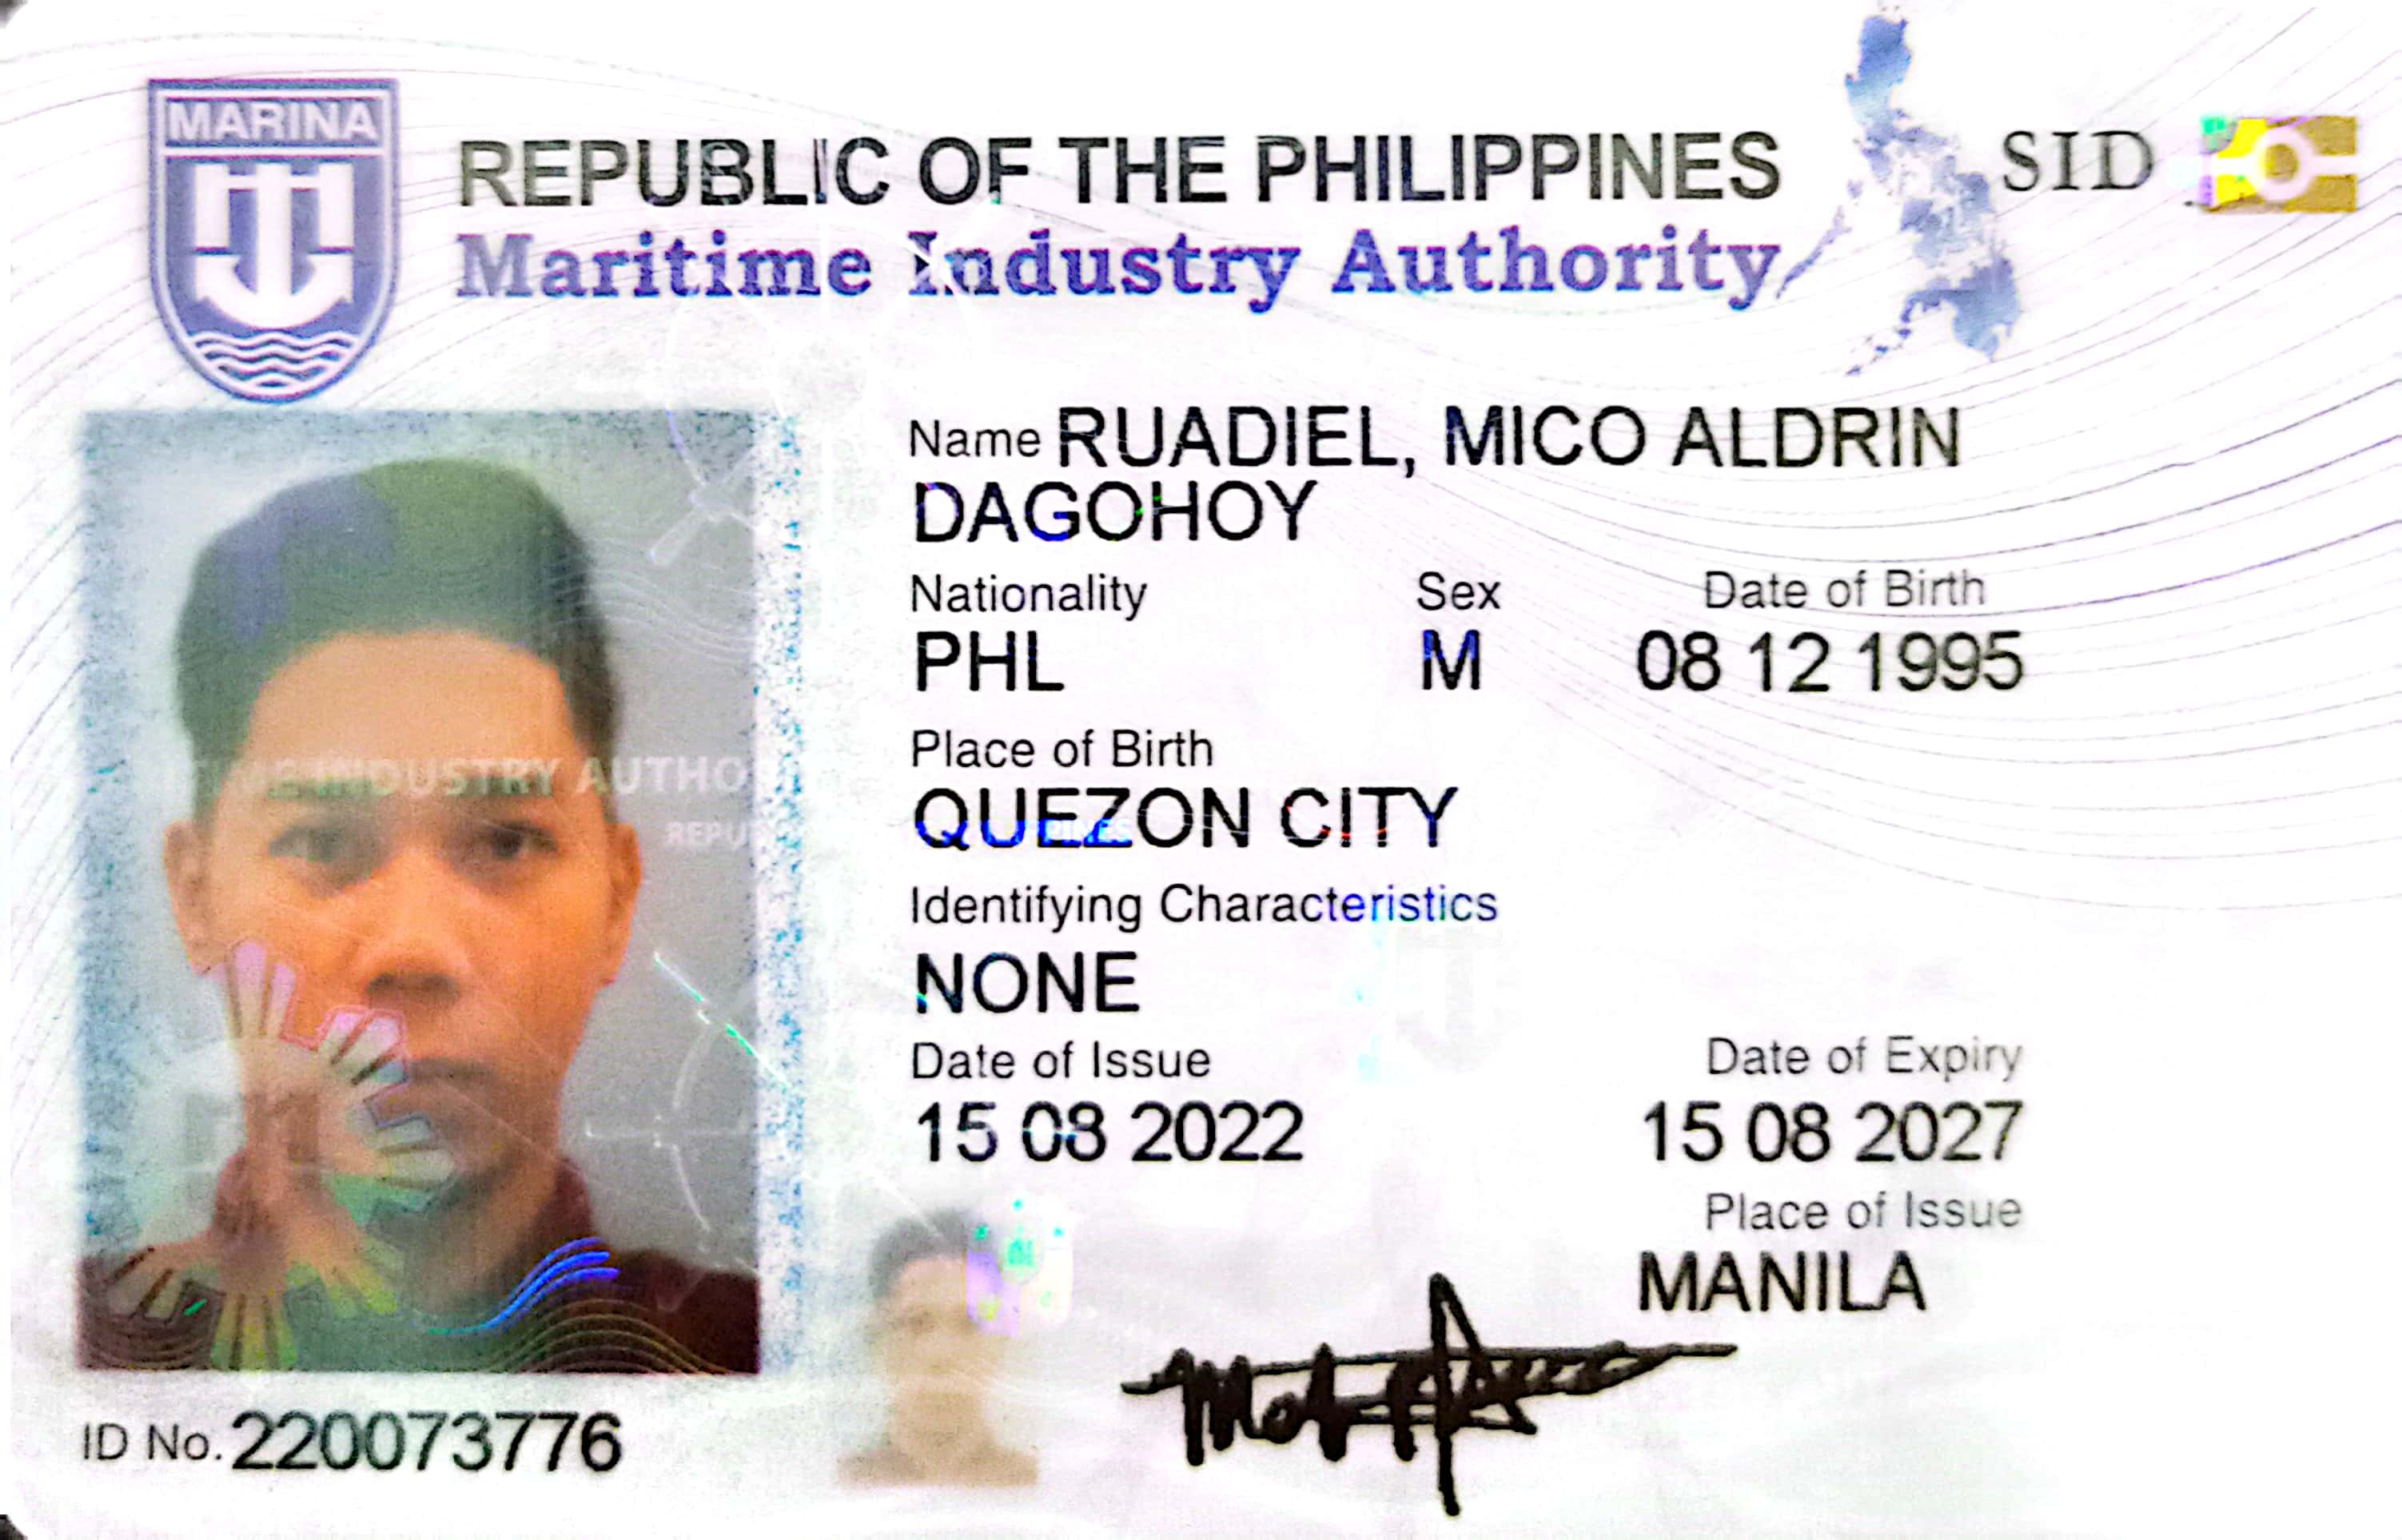 MARINA
REPUBLIC OF THE PHILIPPINES
Maritime Industry Authority
SID
Name RUADIEL, MICO ALDRIN
DAGOHOY
Nationality Sex Date of Birth
PHL M 08 12 1995
INDUSTRY
Place of Birth
QUEZON CITY
Identifying Characteristics
NONE
Date of Issue Date of Expiry
15 08 2022 15 08 2027
Place of Issue
MANILA
ID No. 220073776